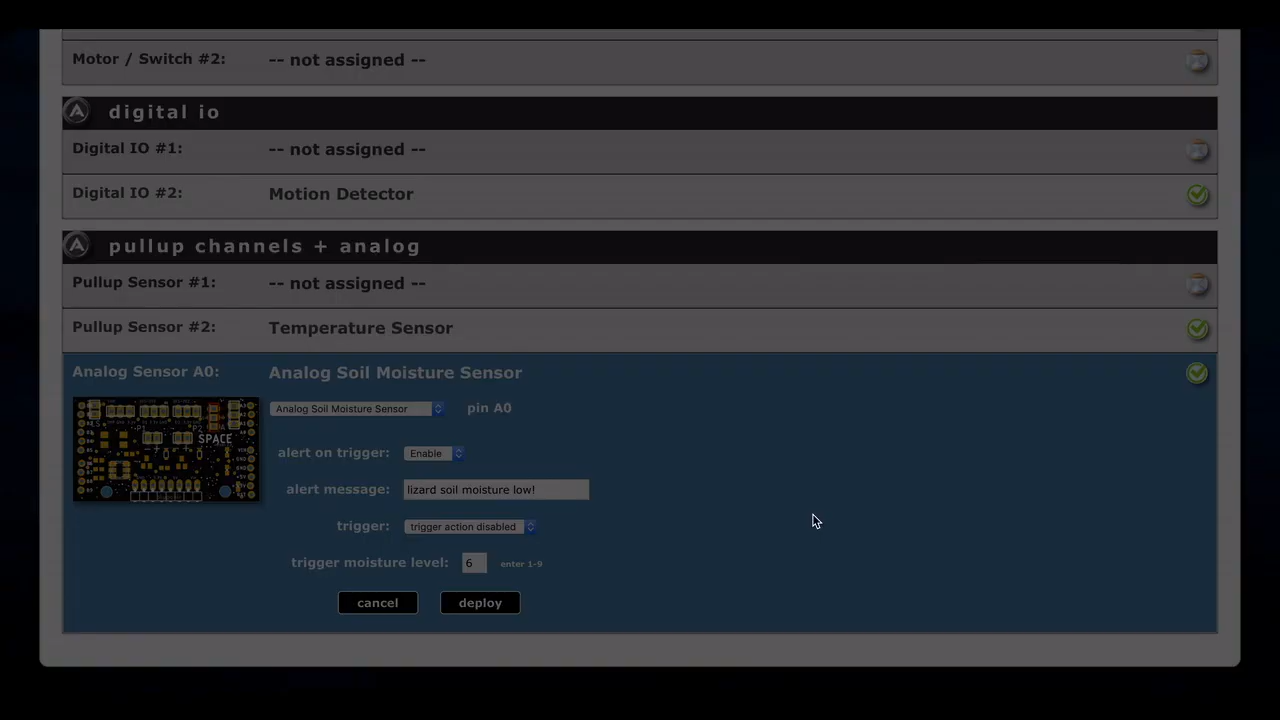 Motor / Switch #2: -- not assigned --
digital io
Digital IO #1: -- not assigned --
Digital IO #2: Motion Detector
pullup channels + analog
Pullup Sensor #1: -- not assigned --
Pullup Sensor #2: Temperature Sensor
Analog Sensor A0: Analog Soil Moisture Sensor
Analog Soil Moisture Sensor pin A0
SPACE
alert on trigger: Enable
alert message: lizard soil moisture low!
trigger: trigger action disabled
trigger moisture level: 6 enter 1-9
cancel deploy